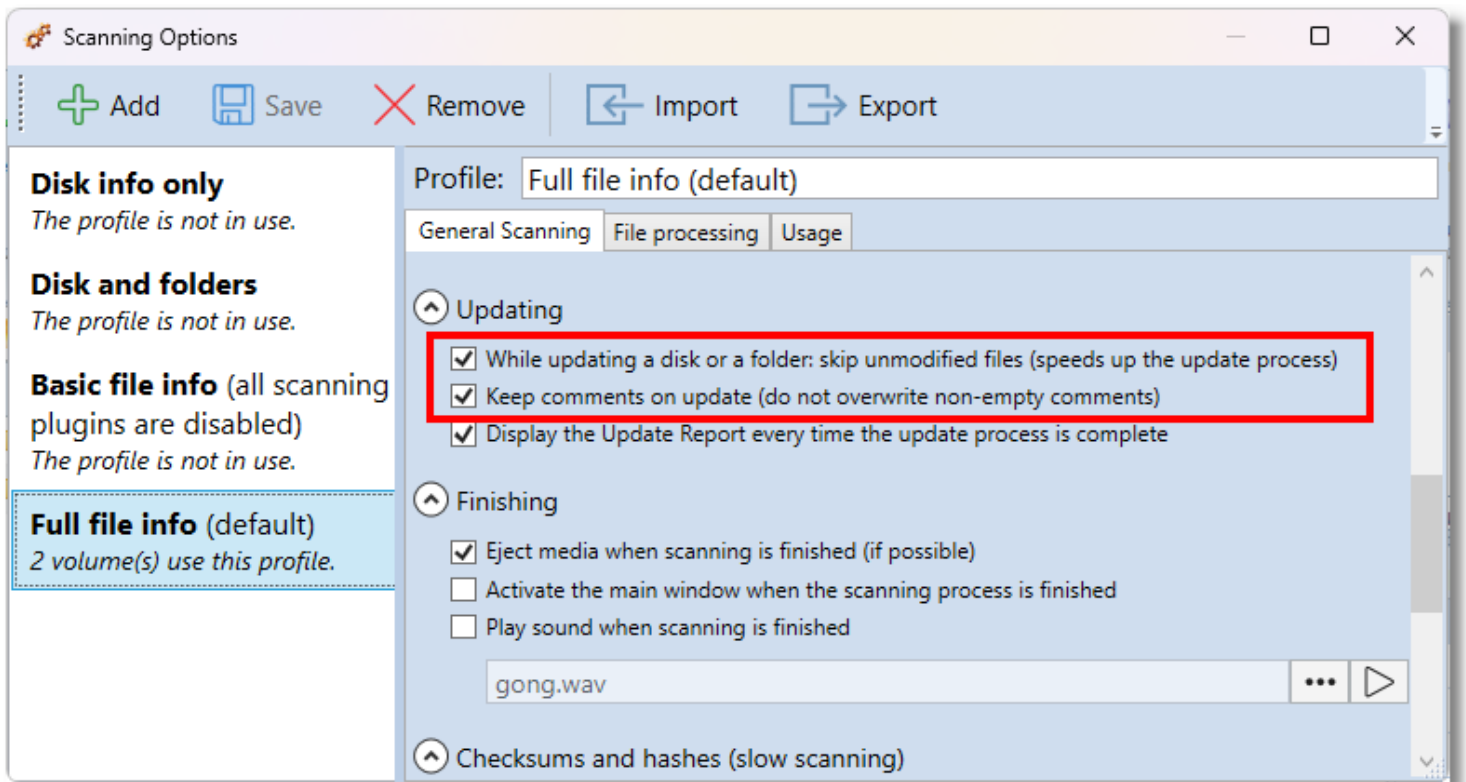 Scanning Options
Add Save Remove Import Export
Disk info only
The profile is not in use.
Disk and folders
The profile is not in use.
Basic file info (all scanning
plugins are disabled)
The profile is not in use.
Full file info (default)
2 volume(s) use this profile.
Profile: Full file info (default)
General Scanning File processing Usage
Updating
While updating a disk or a folder: skip unmodified files (speeds up the update process)
Keep comments on update (do not overwrite non-empty comments)
Display the Update Report every time the update process is complete
Finishing
Eject media when scanning is finished (if possible)
Activate the main window when the scanning process is finished
Play sound when scanning is finished
gong.wav
Checksums and hashes (slow scanning)